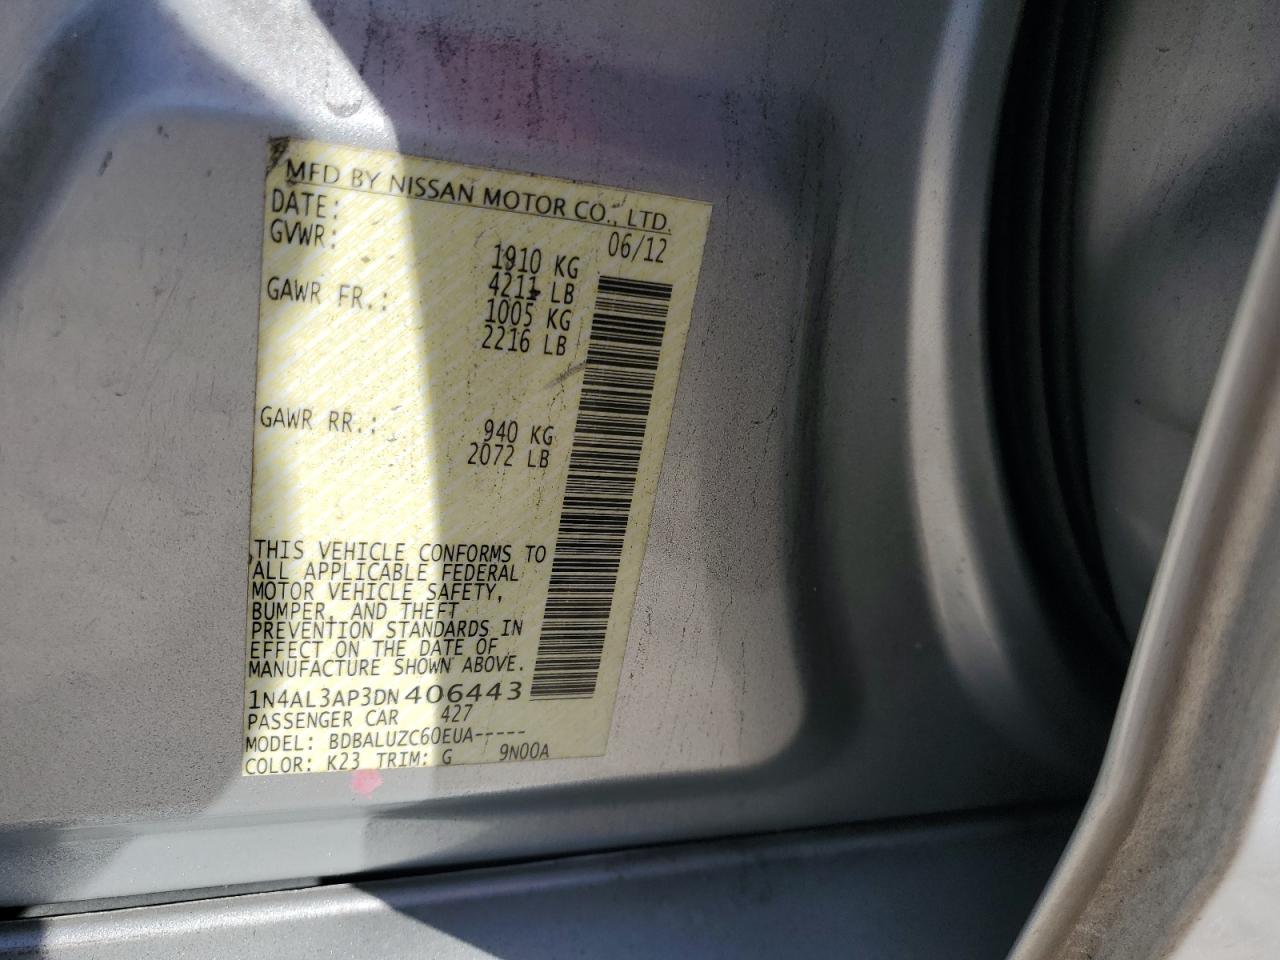 MFD BY NISSAN MOTOR CO., LTD.
DATE: 06/12
GVWR: 1910 KG
4211 LB
GAWR FR.: 1005 KG
2216 LB
GAWR RR.: 940 KG
2072 LB
THIS VEHICLE CONFORMS TO
ALL APPLICABLE FEDERAL
MOTOR VEHICLE SAFETY,
BUMPER, AND THEFT
PREVENTION STANDARDS IN
EFFECT ON THE DATE OF
MANUFACTURE SHOWN ABOVE.
1N4AL3AP3DN406443
PASSENGER CAR 427
MODEL: BDBALUZC60EUA-----
COLOR: K23 TRIM: G 9N00A